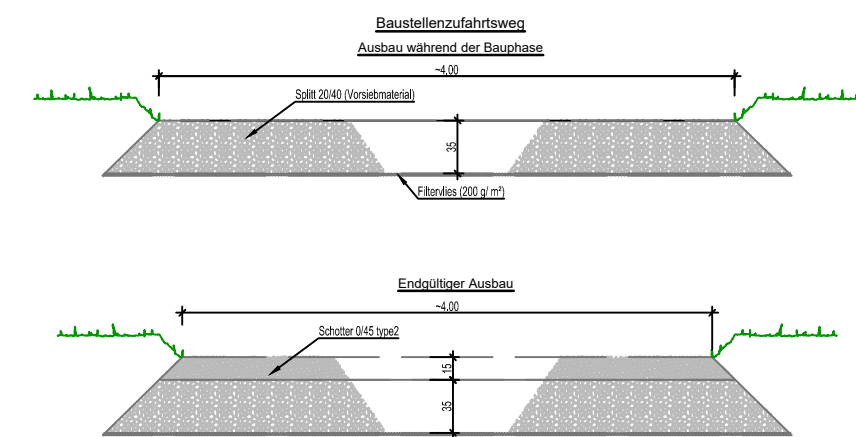 Baustellenzufahrtsweg
Ausbau während der Bauphase
~4.00
Splitt 20/40 (Vorsiebmaterial)
35
Filtervlies (200 g/ m²)
Endgültiger Ausbau
~4.00
Schotter 0/45 type2
15
35